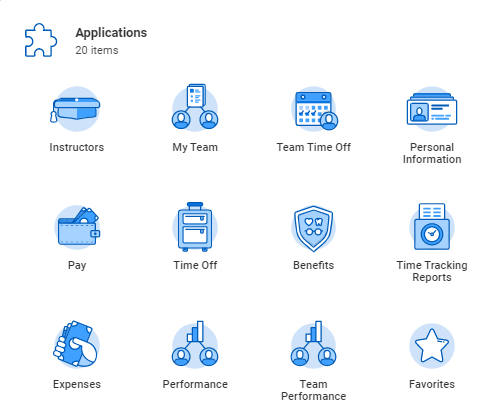 Applications
20 items
Instructors
My Team
Team Time Off
Personal
Information
Pay
Time Off
Benefits
Time Tracking
Reports
Expenses
Performance
Team
Performance
Favorites